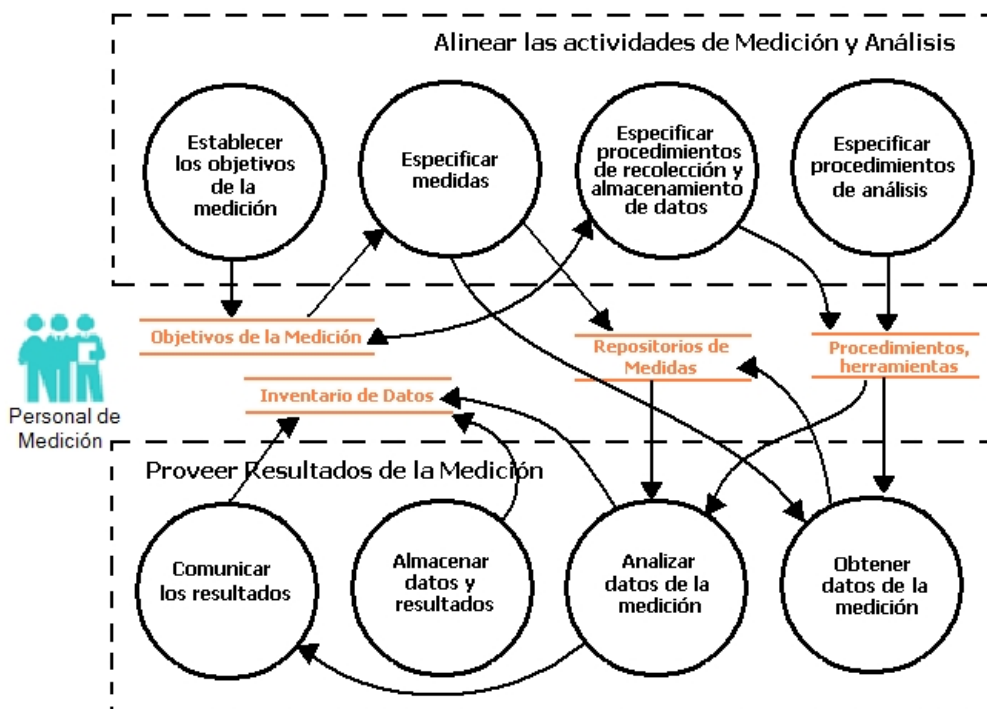 Alinear las actividades de Medición y Análisis
Establecer
los objetivos
de la
medición
Especificar
medidas
Especificar
procedimientos
de recolección y
almacenamiento
de datos
Especificar
procedimientos
de análisis
Objetivos de la Medición
Repositorios de
Medidas
Procedimientos,
herramientas
Inventario de Datos
Personal de
Medición
Proveer Resultados de la Medición
Comunicar
los resultados
Almacenar
datos y
resultados
Analizar
datos de la
medición
Obtener
datos de la
medición